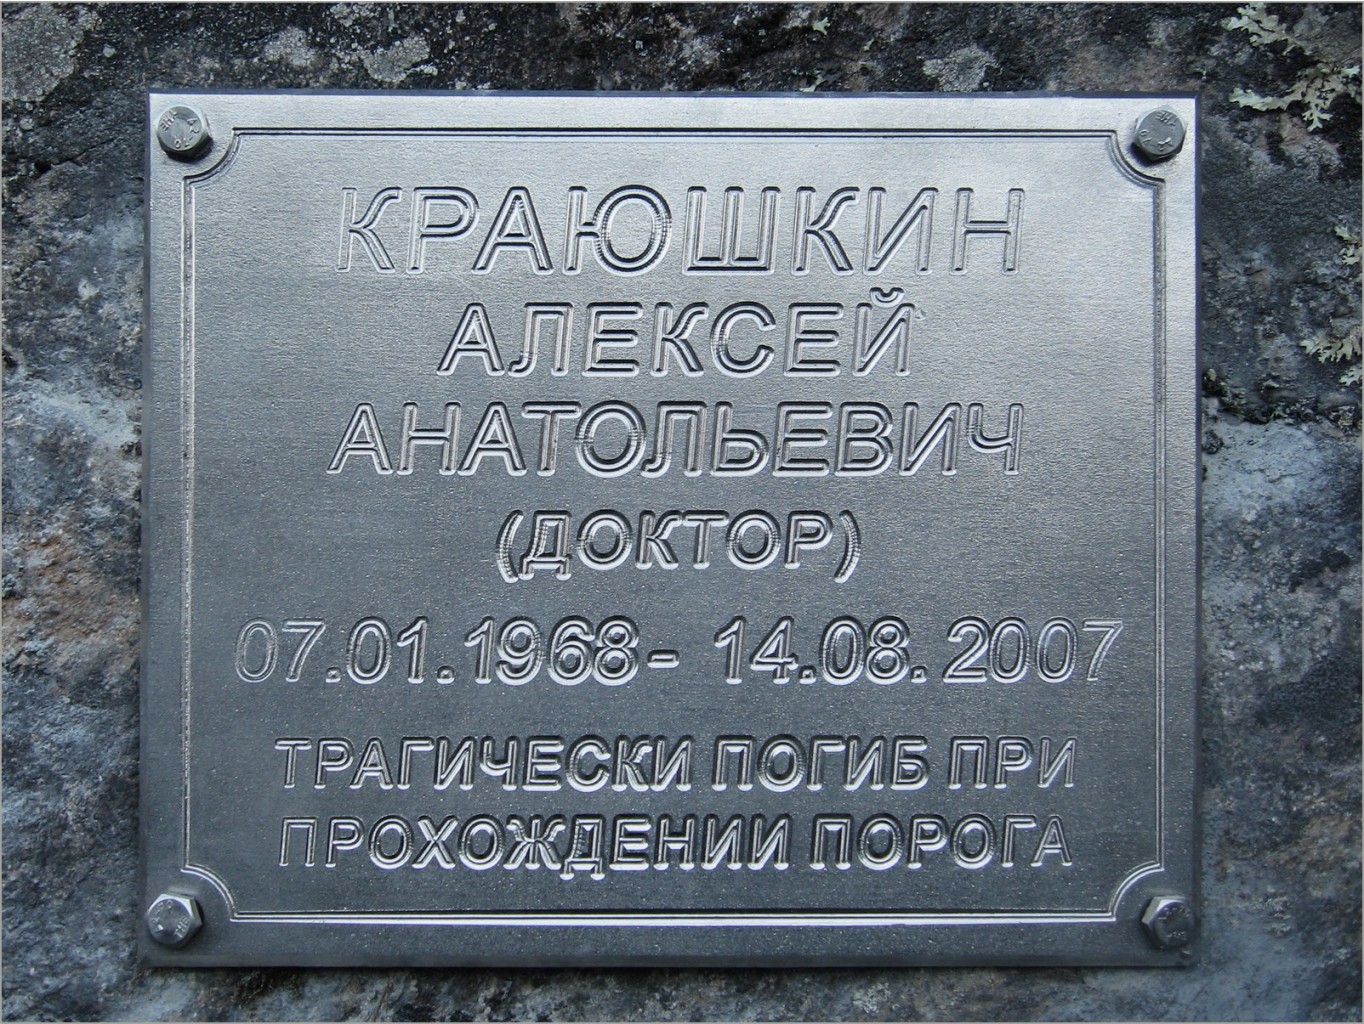 КРАЮШКИН
АЛЕКСЕЙ
АНАТОЛЬЕВИЧ
(ДОКТОР)
07.01.1968- 14.08.2007
ТРАГИЧЕСКИ ПОГИБ ПРИ
ПРОХОЖДЕНИИ ПОРОГА